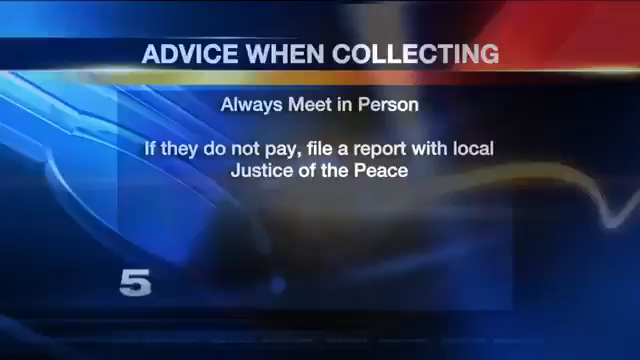 ADVICE WHEN COLLECTING
Always Meet in Person
If they do not pay, file a report with local
Justice of the Peace
5